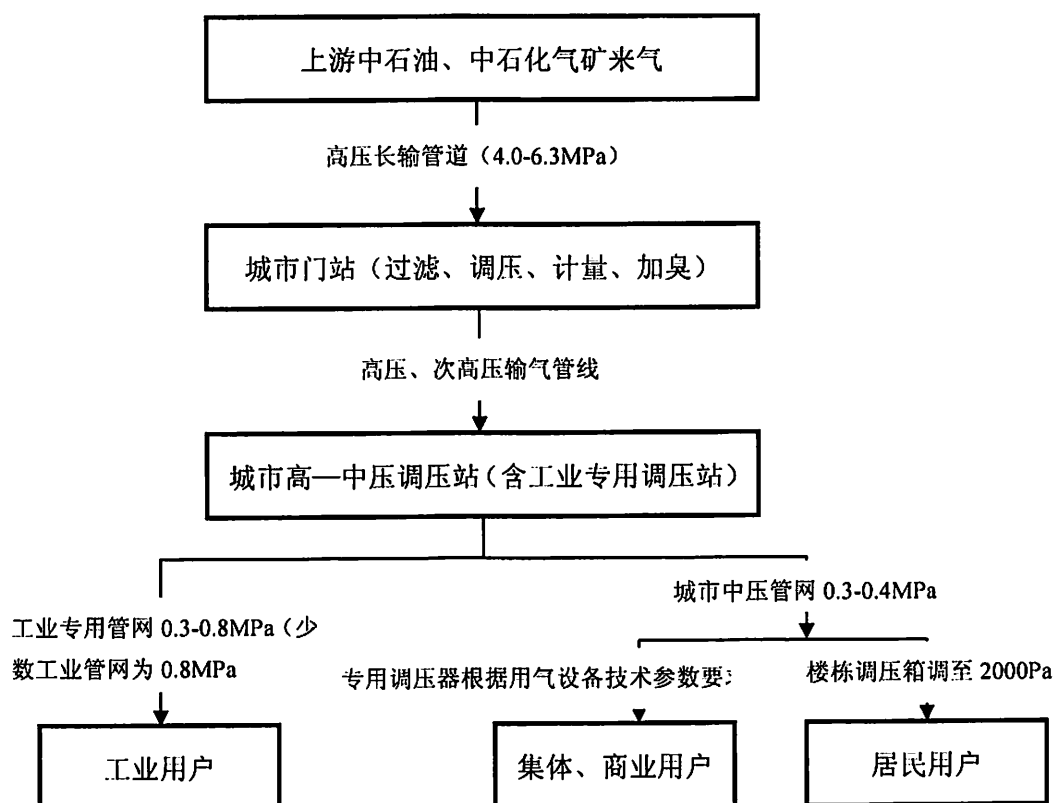 上游中石油、中石化气矿来气
高压长输管道（4.0-6.3MPa）
城市门站（过滤、调压、计量、加臭）
高压、次高压输气管线
城市高—中压调压站（含工业专用调压站）
城市中压管网 0.3-0.4MPa
工业专用管网 0.3-0.8MPa（少
数工业管网为 0.8MPa
专用调压器根据用气设备技术参数要
楼栋调压箱调至 2000Pa
工业用户
集体、商业用户
居民用户